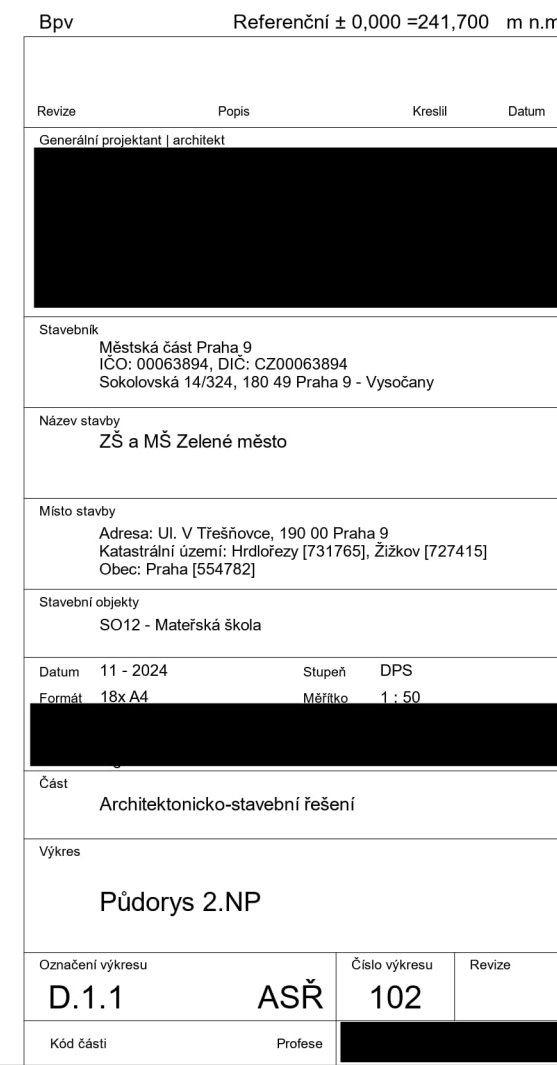 Bpv Referenční ± 0,000 =241,700 m n.m
Revize Popis Kreslil Datum
Generální projektant | architekt
Stavebník
Městská část Praha 9
IČO: 00063894, DIČ: CZ00063894
Sokolovská 14/324, 180 49 Praha 9 - Vysočany
Název stavby
ZŠ a MŠ Zelené město
Místo stavby
Adresa: Ul. V Třešňovce, 190 00 Praha 9
Katastrální území: Hrdlořezy [731765], Žižkov [727415]
Obec: Praha [554782]
Stavební objekty
SO12 - Mateřská škola
Datum 11 - 2024 Stupeň DPS
Formát 18x A4 Měřítko 1 : 50
Část
Architektonicko-stavební řešení
Výkres
Půdorys 2.NP
Označení výkresu Číslo výkresu Revize
D.1.1 ASŘ 102
Kód části Profese